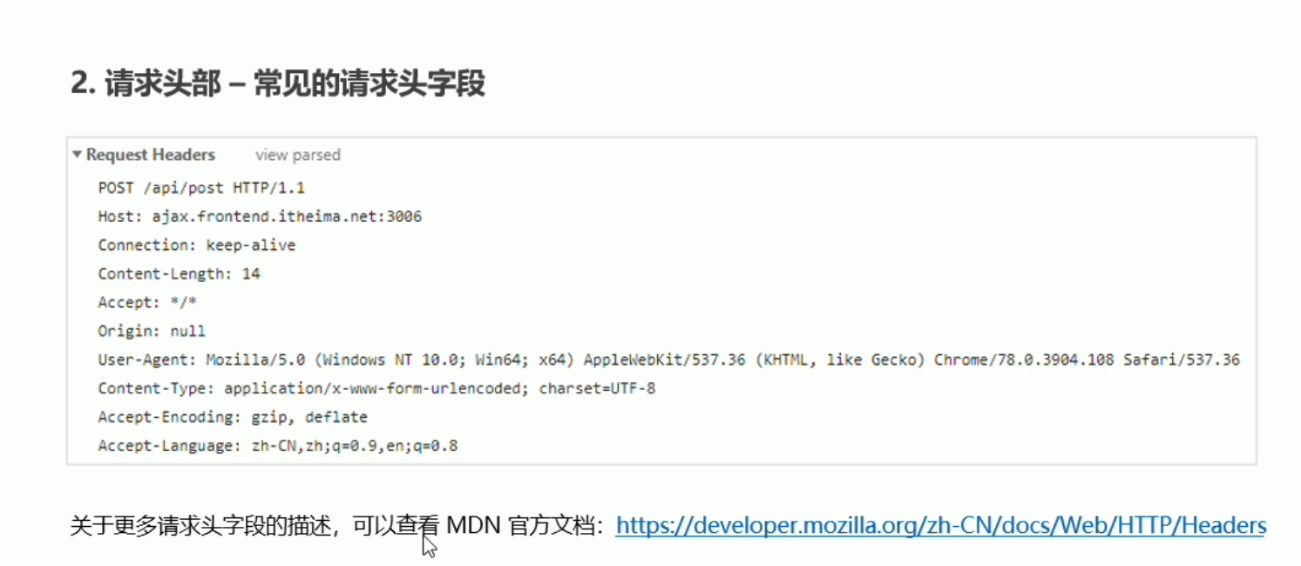 2. 请求头部 – 常见的请求头字段
Request Headers view parsed
POST /api/post HTTP/1.1
Host: ajax.frontend.itheima.net:3006
Connection: keep-alive
Content-Length: 14
Accept: */*
Origin: null
User-Agent: Mozilla/5.0 (Windows NT 10.0; Win64; x64) AppleWebKit/537.36 (KHTML, like Gecko) Chrome/78.0.3904.108 Safari/537.36
Content-Type: application/x-www-form-urlencoded; charset=UTF-8
Accept-Encoding: gzip, deflate
Accept-Language: zh-CN,zh;q=0.9,en;q=0.8
关于更多请求头字段的描述，可以查看 MDN 官方文档：https://developer.mozilla.org/zh-CN/docs/Web/HTTP/Headers